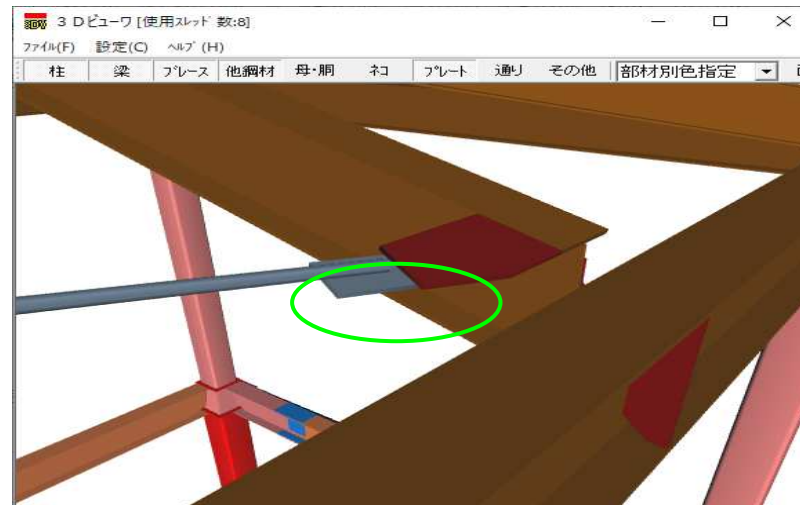 3DV 3Dビューワ [使用スレッド数:8]
ファイル(F) 設定(C) ヘルプ(H)
柱 梁 ブレース 他鋼材 母・胴 ネコ プレート 通り その他 部材別色指定